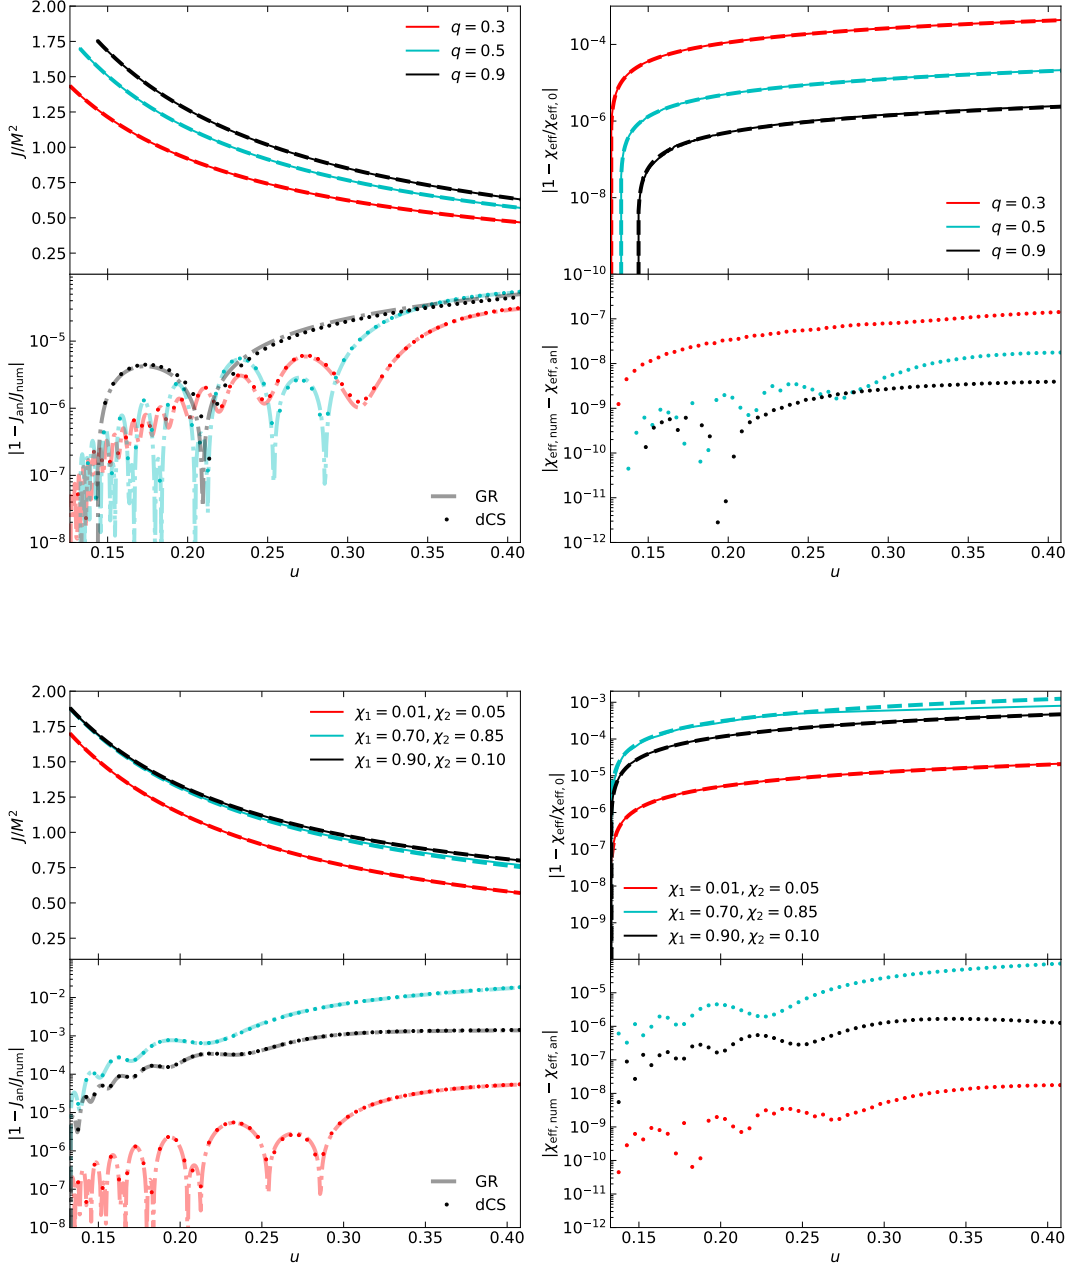 2.00
1.75
1.50
1.25
1.00
0.75
0.50
0.25
J/M²
q = 0.3
q = 0.5
q = 0.9
10⁻⁵
10⁻⁶
10⁻⁷
10⁻⁸
|1 − J_an/J_num|
GR
dCS
0.15 0.20 0.25 0.30 0.35 0.40
u
10⁻⁴
10⁻⁶
10⁻⁸
10⁻¹⁰
|1 − χ_eff/χ_eff,0|
q = 0.3
q = 0.5
q = 0.9
10⁻⁷
10⁻⁸
10⁻⁹
10⁻¹⁰
10⁻¹¹
10⁻¹²
|χ_eff,num − χ_eff,an|
0.15 0.20 0.25 0.30 0.35 0.40
u
2.00
1.75
1.50
1.25
1.00
0.75
0.50
0.25
J/M²
χ₁ = 0.01, χ₂ = 0.05
χ₁ = 0.70, χ₂ = 0.85
χ₁ = 0.90, χ₂ = 0.10
10⁻²
10⁻³
10⁻⁴
10⁻⁵
10⁻⁶
10⁻⁷
10⁻⁸
|1 − J_an/J_num|
GR
dCS
0.15 0.20 0.25 0.30 0.35 0.40
u
10⁻³
10⁻⁴
10⁻⁵
10⁻⁶
10⁻⁷
10⁻⁸
10⁻⁹
|1 − χ_eff/χ_eff,0|
χ₁ = 0.01, χ₂ = 0.05
χ₁ = 0.70, χ₂ = 0.85
χ₁ = 0.90, χ₂ = 0.10
10⁻⁵
10⁻⁶
10⁻⁷
10⁻⁸
10⁻⁹
10⁻¹⁰
10⁻¹¹
10⁻¹²
|χ_eff,num − χ_eff,an|
0.15 0.20 0.25 0.30 0.35 0.40
u